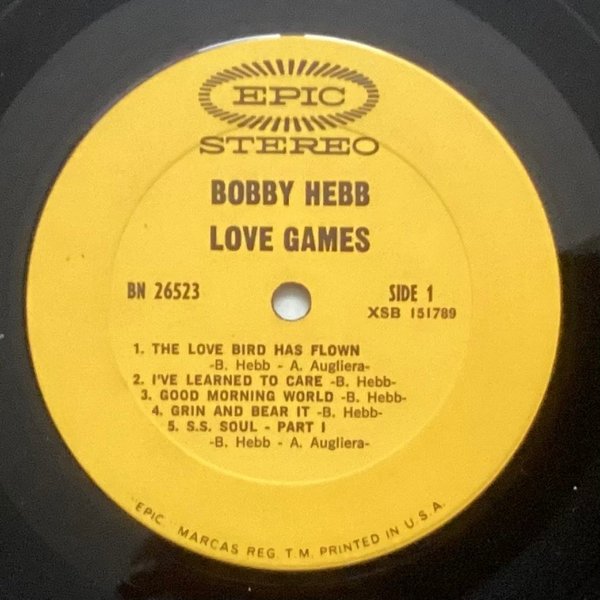 EPIC
STEREO
BOBBY HEBB
LOVE GAMES
BN 26523
SIDE 1
XSB 151789
1. THE LOVE BIRD HAS FLOWN
-B. Hebb - A. Augliera-
2. I'VE LEARNED TO CARE -B. Hebb-
3. GOOD MORNING WORLD -B. Hebb-
4. GRIN AND BEAR IT -B. Hebb-
5. S.S. SOUL - PART I
-B. Hebb - A. Augliera-
"EPIC." MARCAS REG. T.M. PRINTED IN U.S.A.